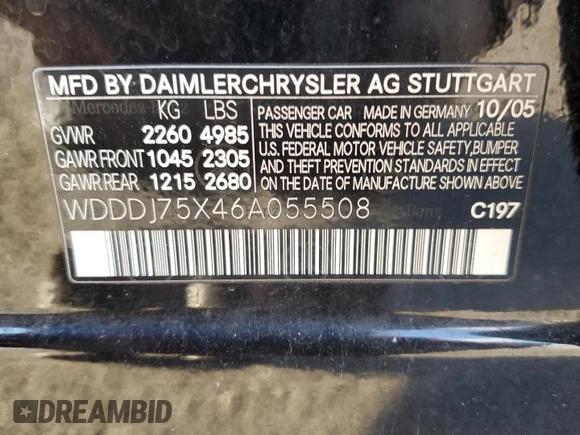 MFD BY DAIMLERCHRYSLER AG STUTTGART
KG LBS
GVWR 2260 4985
GAWR FRONT 1045 2305
GAWR REAR 1215 2680
PASSENGER CAR MADE IN GERMANY 10/05
THIS VEHICLE CONFORMS TO ALL APPLICABLE
U.S. FEDERAL MOTOR VEHICLE SAFETY, BUMPER
AND THEFT PREVENTION STANDARDS IN EFFECT
ON THE DATE OF MANUFACTURE SHOWN ABOVE.
WDDDJ75X46A055508 C197
DREAMBID